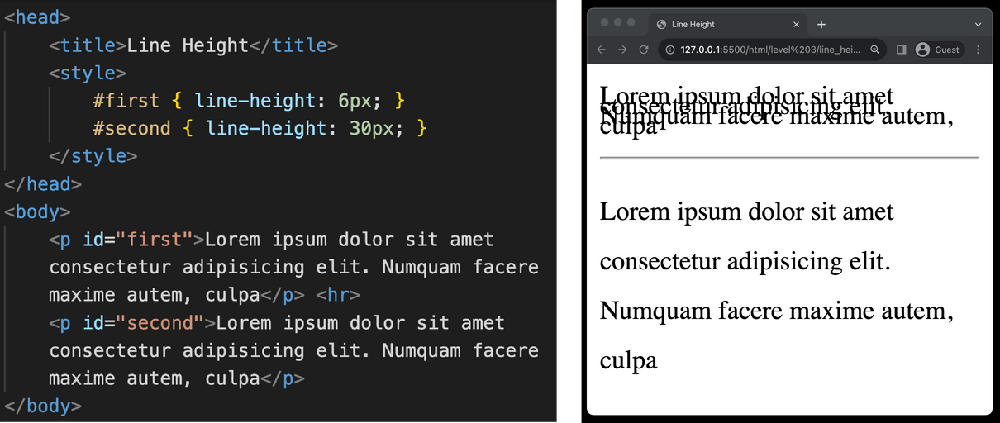 <head>
<title>Line Height</title>
<style>
#first { line-height: 6px; }
#second { line-height: 30px; }
</style>
</head>
<body>
<p id="first">Lorem ipsum dolor sit amet
consectetur adipisicing elit. Numquam facere
maxime autem, culpa</p> <hr>
<p id="second">Lorem ipsum dolor sit amet
consectetur adipisicing elit. Numquam facere
maxime autem, culpa</p>
</body>
Line Height
127.0.0.1:5500/html/level%203/line_hei...
Guest
Lorem ipsum dolor sit amet
consectetur adipisicing elit.
Numquam facere maxime autem,
culpa
Lorem ipsum dolor sit amet
consectetur adipisicing elit.
Numquam facere maxime autem,
culpa